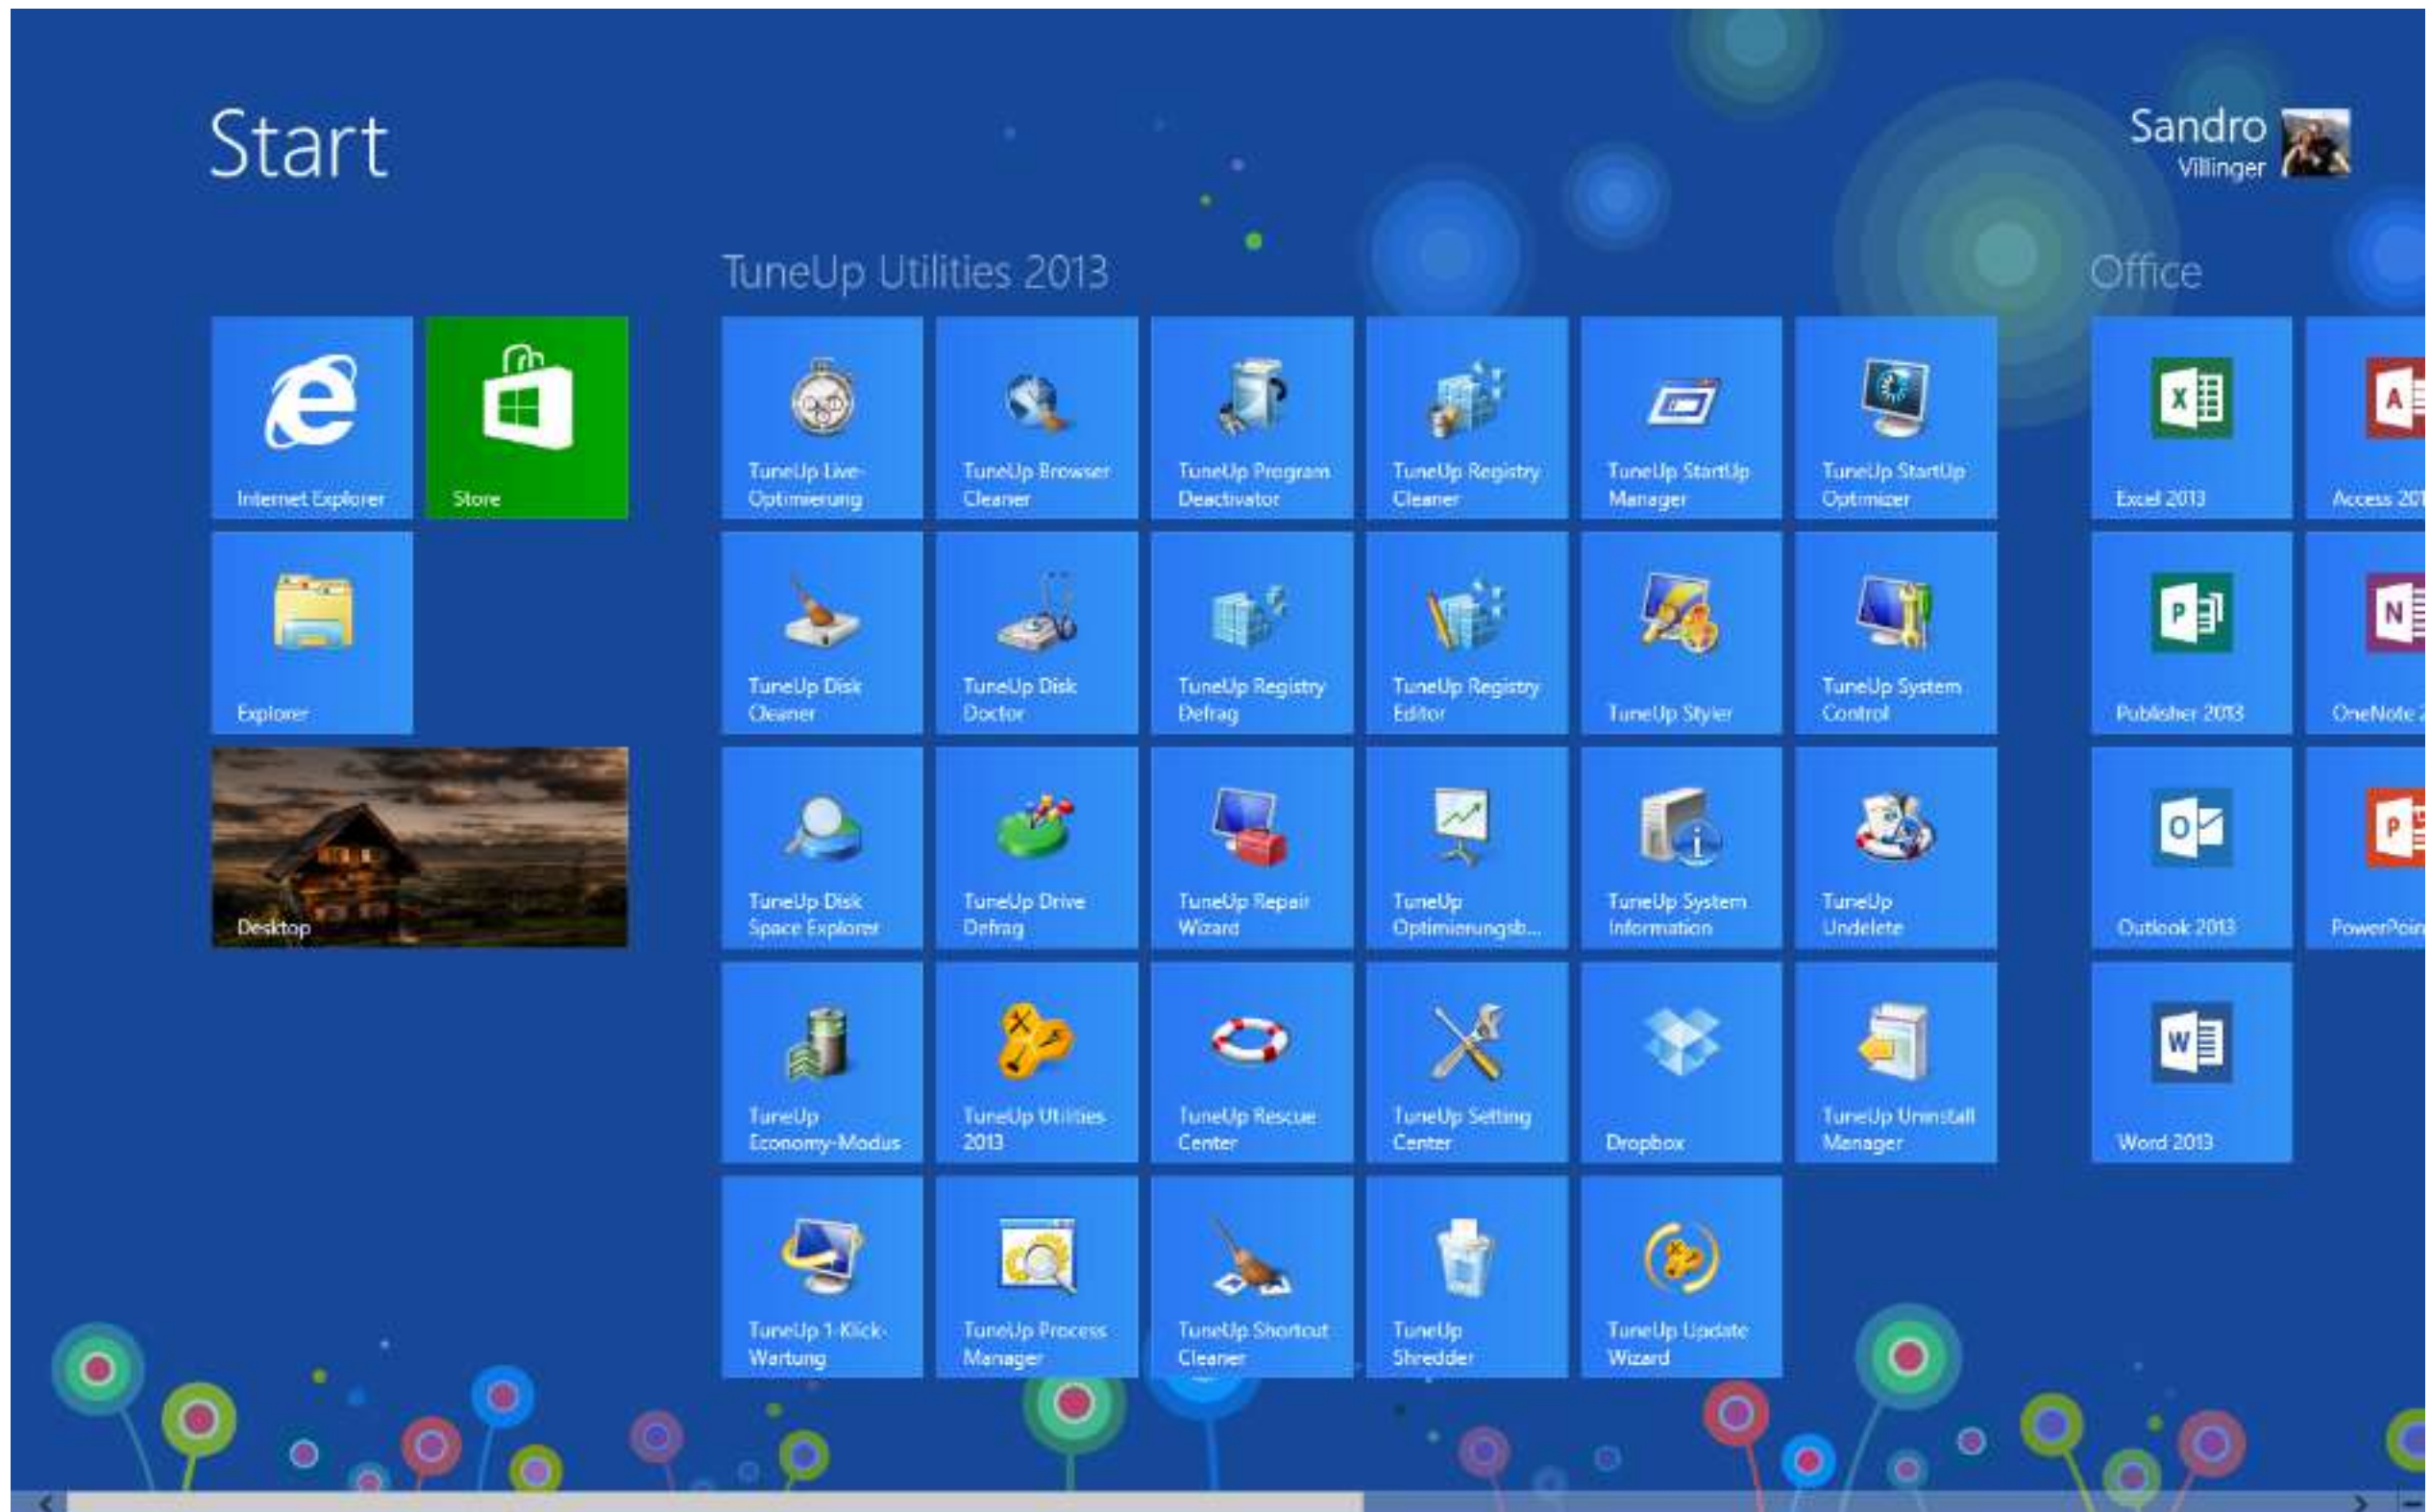 Start
Sandro
Villinger
TuneUp Utilities 2013
Office
Internet Explorer
Store
TuneUp Live-
Optimierung
TuneUp Browser
Cleaner
TuneUp Program
Deactivator
TuneUp Registry
Cleaner
TuneUp StartUp
Manager
TuneUp StartUp
Optimizer
Excel 2013
Access 201
Explorer
TuneUp Disk
Cleaner
TuneUp Disk
Doctor
TuneUp Registry
Defrag
TuneUp Registry
Editor
TuneUp Styler
TuneUp System
Control
Publisher 2013
OneNote 2
Desktop
TuneUp Disk
Space Explorer
TuneUp Drive
Defrag
TuneUp Repair
Wizard
TuneUp
Optimierungsb...
TuneUp System
Information
TuneUp
Undelete
Outlook 2013
PowerPoin
TuneUp
Economy-Modus
TuneUp Utilities
2013
TuneUp Rescue
Center
TuneUp Setting
Center
Dropbox
TuneUp Uninstall
Manager
Word 2013
TuneUp 1-Klick-
Wartung
TuneUp Process
Manager
TuneUp Shortcut
Cleaner
TuneUp
Shredder
TuneUp Update
Wizard